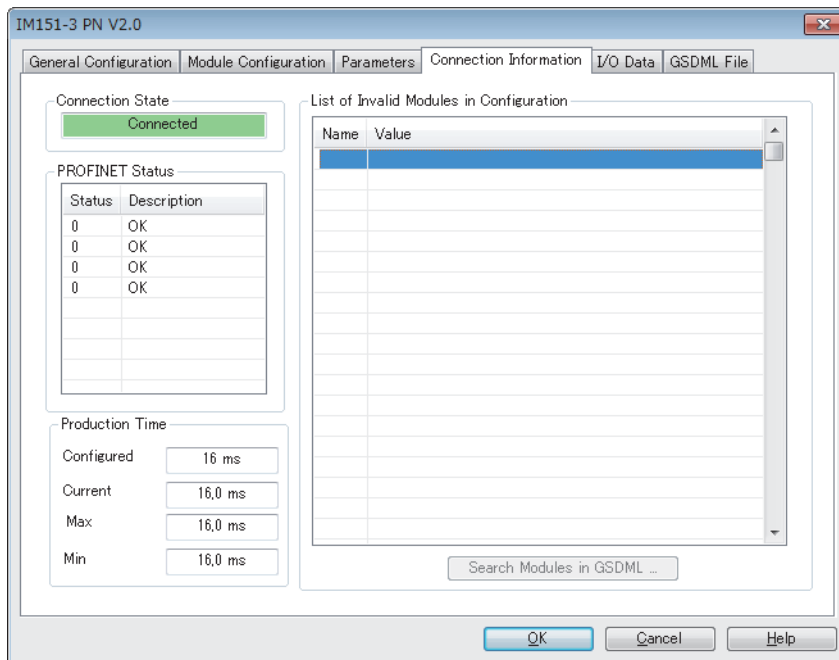 IM151-3 PN V2.0
General Configuration Module Configuration Parameters Connection Information I/O Data GSDML File
Connection State
Connected
PROFINET Status
Status Description
0 OK
0 OK
0 OK
0 OK
Production Time
Configured 16 ms
Current 16,0 ms
Max 16,0 ms
Min 16,0 ms
List of Invalid Modules in Configuration
Name Value
Search Modules in GSDML ...
OK Cancel Help